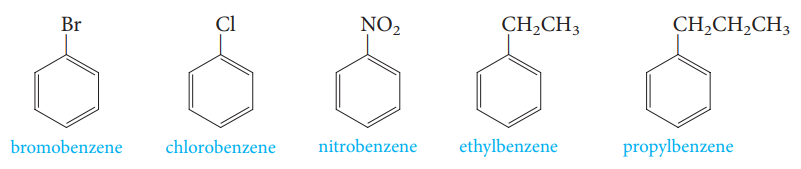 Br Cl NO₂ CH₂CH₃ CH₂CH₂CH₃
bromobenzene chlorobenzene nitrobenzene ethylbenzene propylbenzene